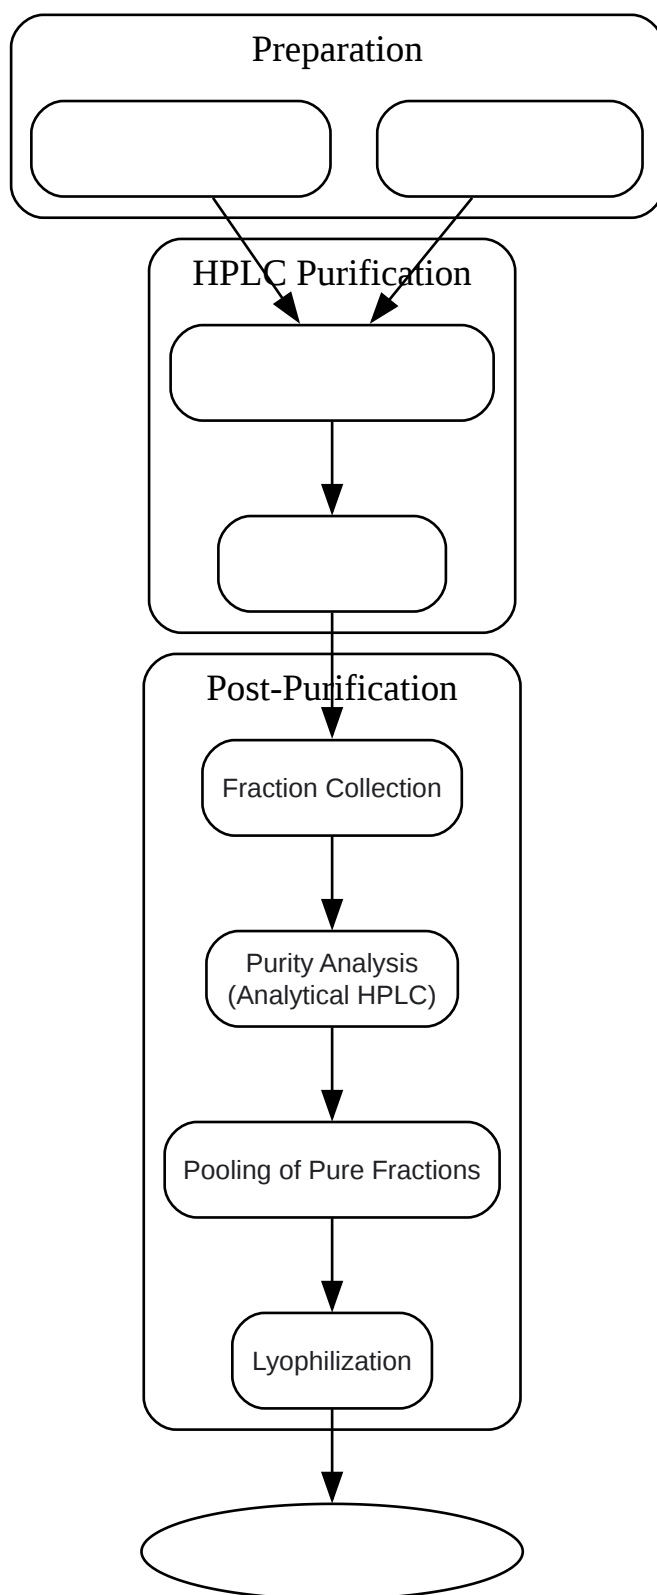 Preparation
HPLC Purification
Post-Purification
Fraction Collection
Purity Analysis
(Analytical HPLC)
Pooling of Pure Fractions
Lyophilization